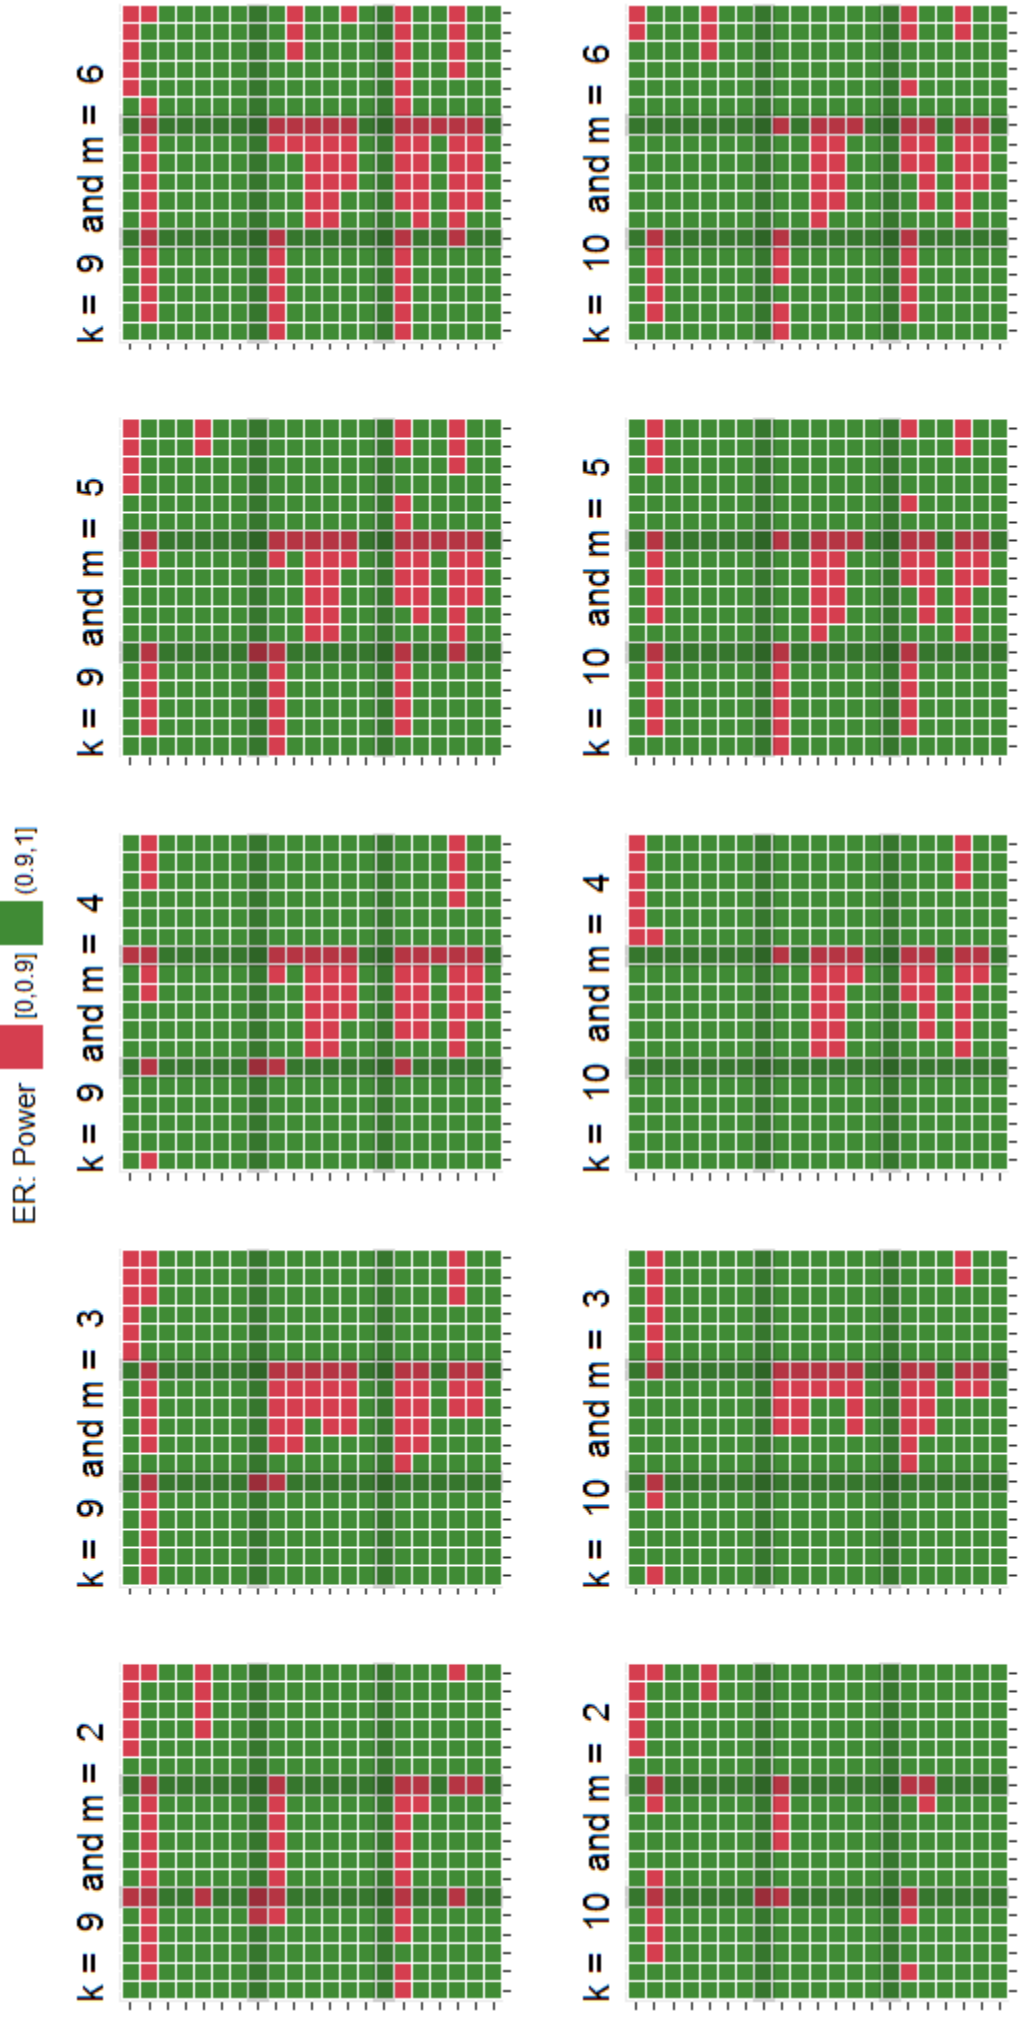 ER: Power [0,0.9] (0.9,1]
k = 9 and m = 2
k = 9 and m = 3
k = 9 and m = 4
k = 9 and m = 5
k = 9 and m = 6
k = 10 and m = 2
k = 10 and m = 3
k = 10 and m = 4
k = 10 and m = 5
k = 10 and m = 6